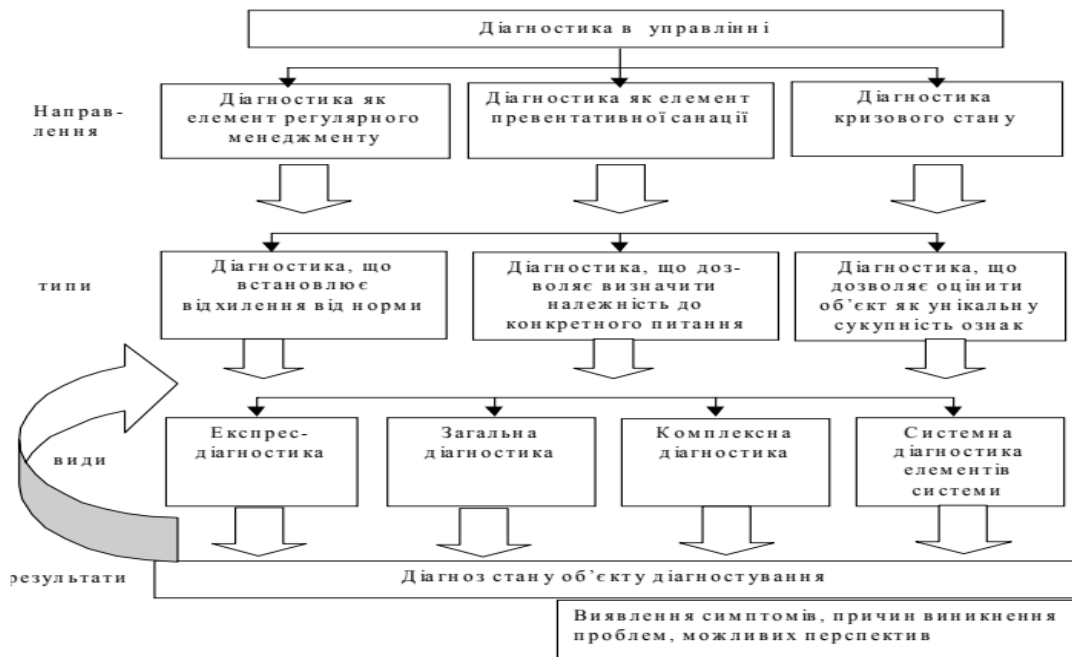 Діагностика в управлінні
Направ-
лення
Діагностика як
елемент регулярного
менеджменту
Діагностика як елемент
превентативної санації
Діагностика
кризового стану
типи
Діагностика, що
встановлює
відхилення від норми
Діагностика, що доз-
воляє визначити
належність до
конкретного питання
Діагностика, що
дозволяє оцінити
об’єкт як унікальну
сукупність ознак
види
Експрес-
діагностика
Загальна
діагностика
Комплексна
діагностика
Системна
діагностика
елементів
системи
результати
Діагноз стану об’єкту діагностування
Виявлення симптомів, причин виникнення
проблем, можливих перспектив